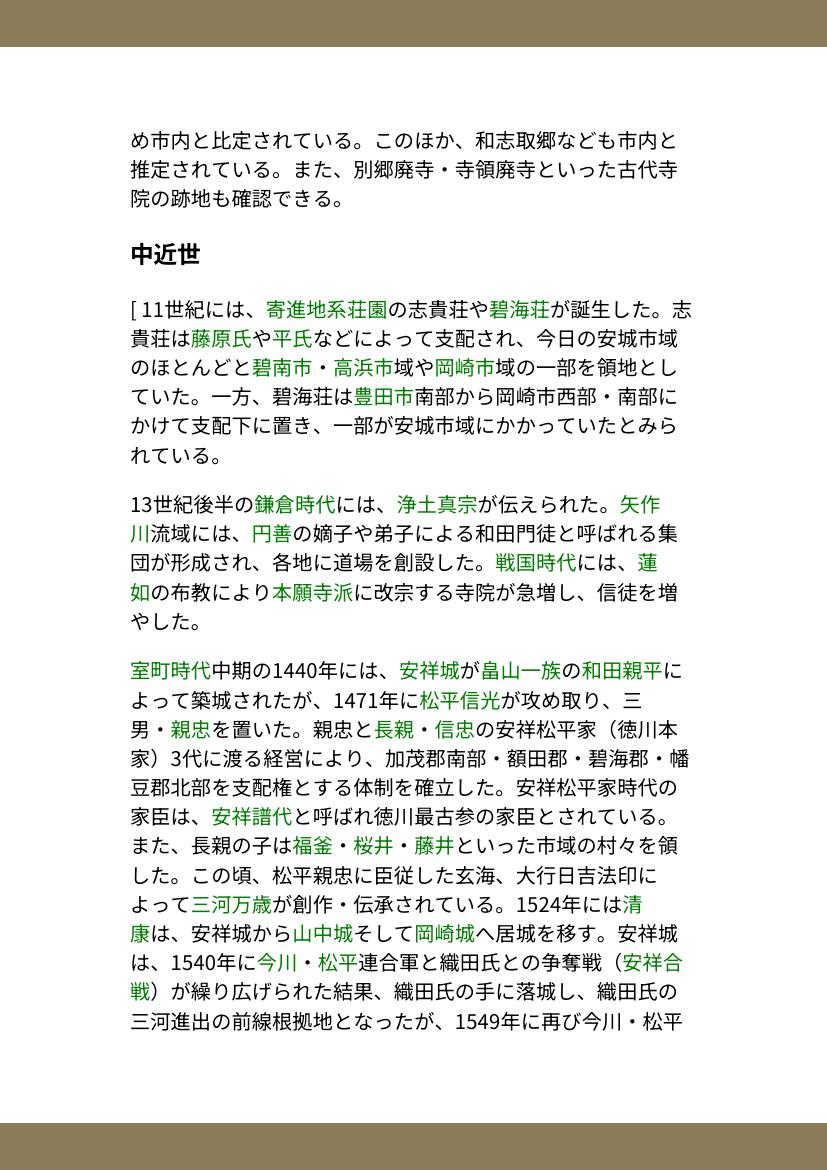 め市内と比定されている。このほか、和志取郷なども市内と
推定されている。また、別郷廃寺・寺領廃寺といった古代寺
院の跡地も確認できる。
中近世
[ 11世紀には、寄進地系荘園の志貴荘や碧海荘が誕生した。志
貴荘は藤原氏や平氏などによって支配され、今日の安城市域
のほとんどと碧南市・高浜市域や岡崎市域の一部を領地とし
ていた。一方、碧海荘は豊田市南部から岡崎市西部・南部に
かけて支配下に置き、一部が安城市域にかかっていたとみら
れている。
13世紀後半の鎌倉時代には、浄土真宗が伝えられた。矢作
川流域には、円善の嫡子や弟子による和田門徒と呼ばれる集
団が形成され、各地に道場を創設した。戦国時代には、蓮
如の布教により本願寺派に改宗する寺院が急増し、信徒を増
やした。
室町時代中期の1440年には、安祥城が畠山一族の和田親平に
よって築城されたが、1471年に松平信光が攻め取り、三
男・親忠を置いた。親忠と長親・信忠の安祥松平家（徳川本
家）3代に渡る経営により、加茂郡南部・額田郡・碧海郡・幡
豆郡北部を支配権とする体制を確立した。安祥松平家時代の
家臣は、安祥譜代と呼ばれ徳川最古参の家臣とされている。
また、長親の子は福釜・桜井・藤井といった市域の村々を領
した。この頃、松平親忠に臣従した玄海、大行日吉法印に
よって三河万歳が創作・伝承されている。1524年には清
康は、安祥城から山中城そして岡崎城へ居城を移す。安祥城
は、1540年に今川・松平連合軍と織田氏との争奪戦（安祥合
戦）が繰り広げられた結果、織田氏の手に落城し、織田氏の
三河進出の前線根拠地となったが、1549年に再び今川・松平